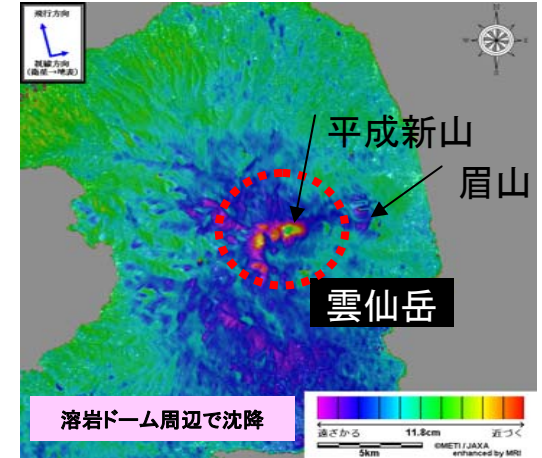 飛行方向
視線方向
(衛星→地表)
平成新山
眉山
雲仙岳
溶岩ドーム周辺で沈降
遠ざかる 11.8cm 近づく
5km ©METI / JAXA
enhanced by MRI